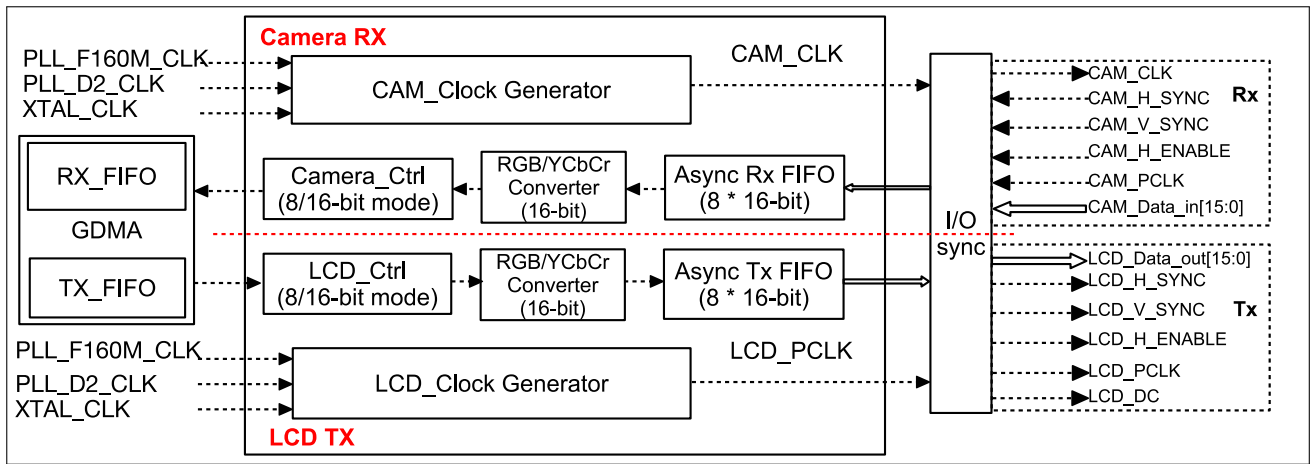 Camera RX
PLL_F160M_CLK
PLL_D2_CLK
XTAL_CLK
CAM_Clock Generator
CAM_CLK
CAM_CLK
CAM_H_SYNC
Rx
CAM_V_SYNC
CAM_H_ENABLE
CAM_PCLK
CAM_Data_in[15:0]
RX_FIFO
GDMA
TX_FIFO
Camera_Ctrl
(8/16-bit mode)
RGB/YCbCr
Converter
(16-bit)
Async Rx FIFO
(8 * 16-bit)
I/O
sync
LCD_Ctrl
(8/16-bit mode)
RGB/YCbCr
Converter
(16-bit)
Async Tx FIFO
(8 * 16-bit)
LCD_Data_out[15:0]
LCD_H_SYNC
LCD_V_SYNC
Tx
LCD_H_ENABLE
LCD_PCLK
LCD_DC
PLL_F160M_CLK
PLL_D2_CLK
XTAL_CLK
LCD_Clock Generator
LCD_PCLK
LCD TX